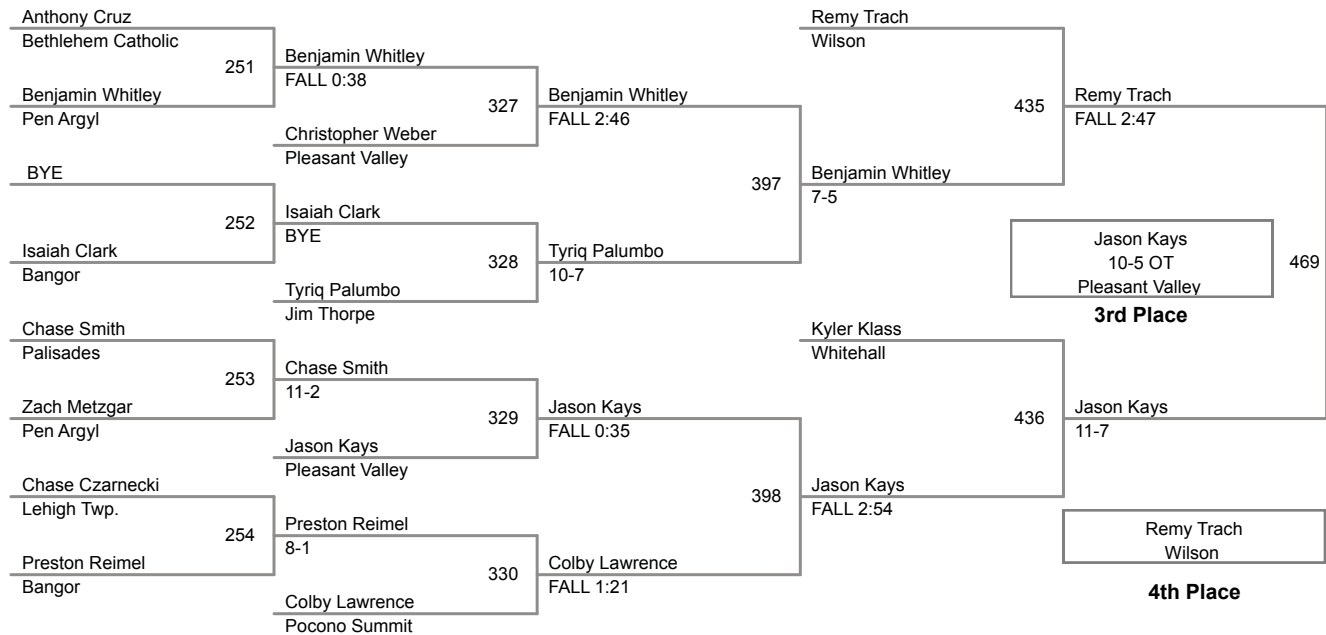 Anthony Cruz
Bethlehem Catholic
251
Benjamin Whitley
Pen Argyl
BYE
252
Isaiah Clark
Bangor
Chase Smith
Palisades
253
Zach Metzgar
Pen Argyl
Chase Czarnecki
Lehigh Twp.
254
Preston Reimel
Bangor
Benjamin Whitley
FALL 0:38
327
Christopher Weber
Pleasant Valley
Isaiah Clark
BYE
328
Tyriq Palumbo
Jim Thorpe
Chase Smith
11-2
329
Jason Kays
Pleasant Valley
Preston Reimel
8-1
330
Colby Lawrence
Pocono Summit
Benjamin Whitley
FALL 2:46
397
Tyriq Palumbo
10-7
Jason Kays
FALL 0:35
398
Colby Lawrence
FALL 1:21
Remy Trach
Wilson
435
Benjamin Whitley
7-5
Kyler Klass
Whitehall
436
Jason Kays
FALL 2:54
Remy Trach
FALL 2:47
469
Jason Kays
11-7
Jason Kays
10-5 OT
Pleasant Valley
3rd Place
Remy Trach
Wilson
4th Place